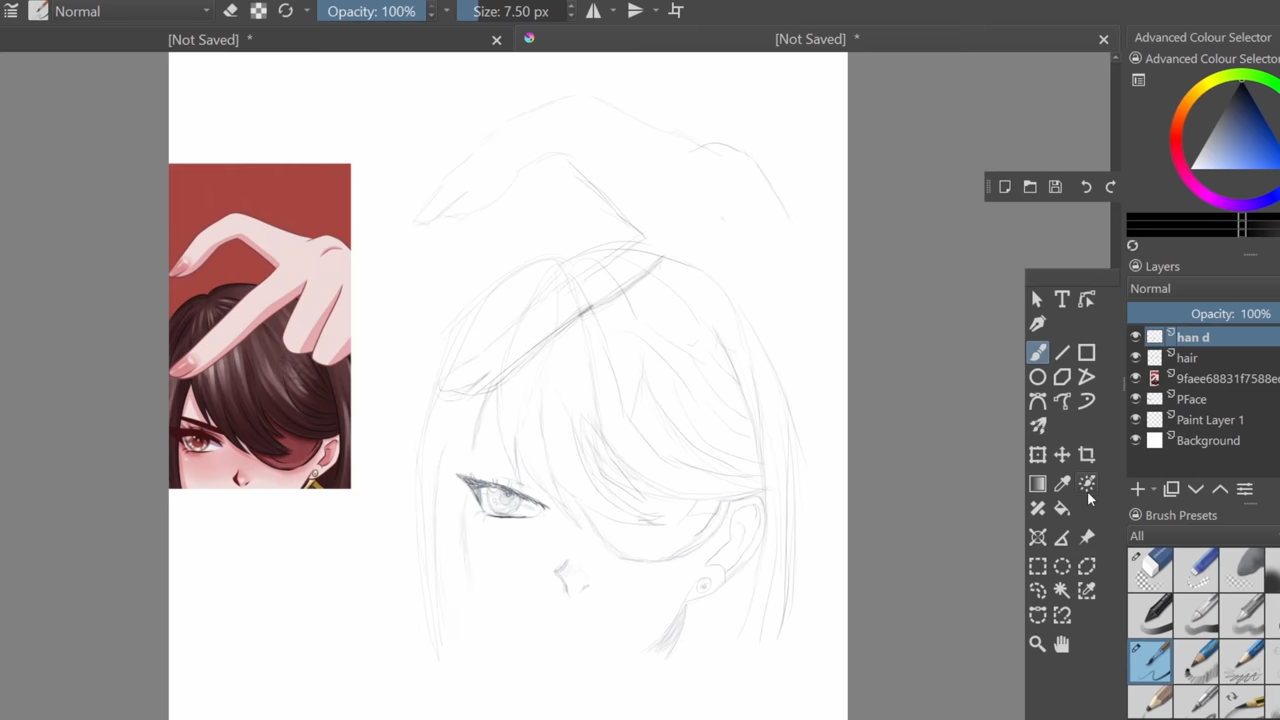 Normal
Opacity: 100%
Size: 7.50 px
[Not Saved] *
[Not Saved] *
Advanced Colour Selector
Advanced Colour Selector
Layers
Normal
Opacity: 100%
han d
hair
9faee68831f7588e
PFace
Paint Layer 1
Background
Brush Presets
All